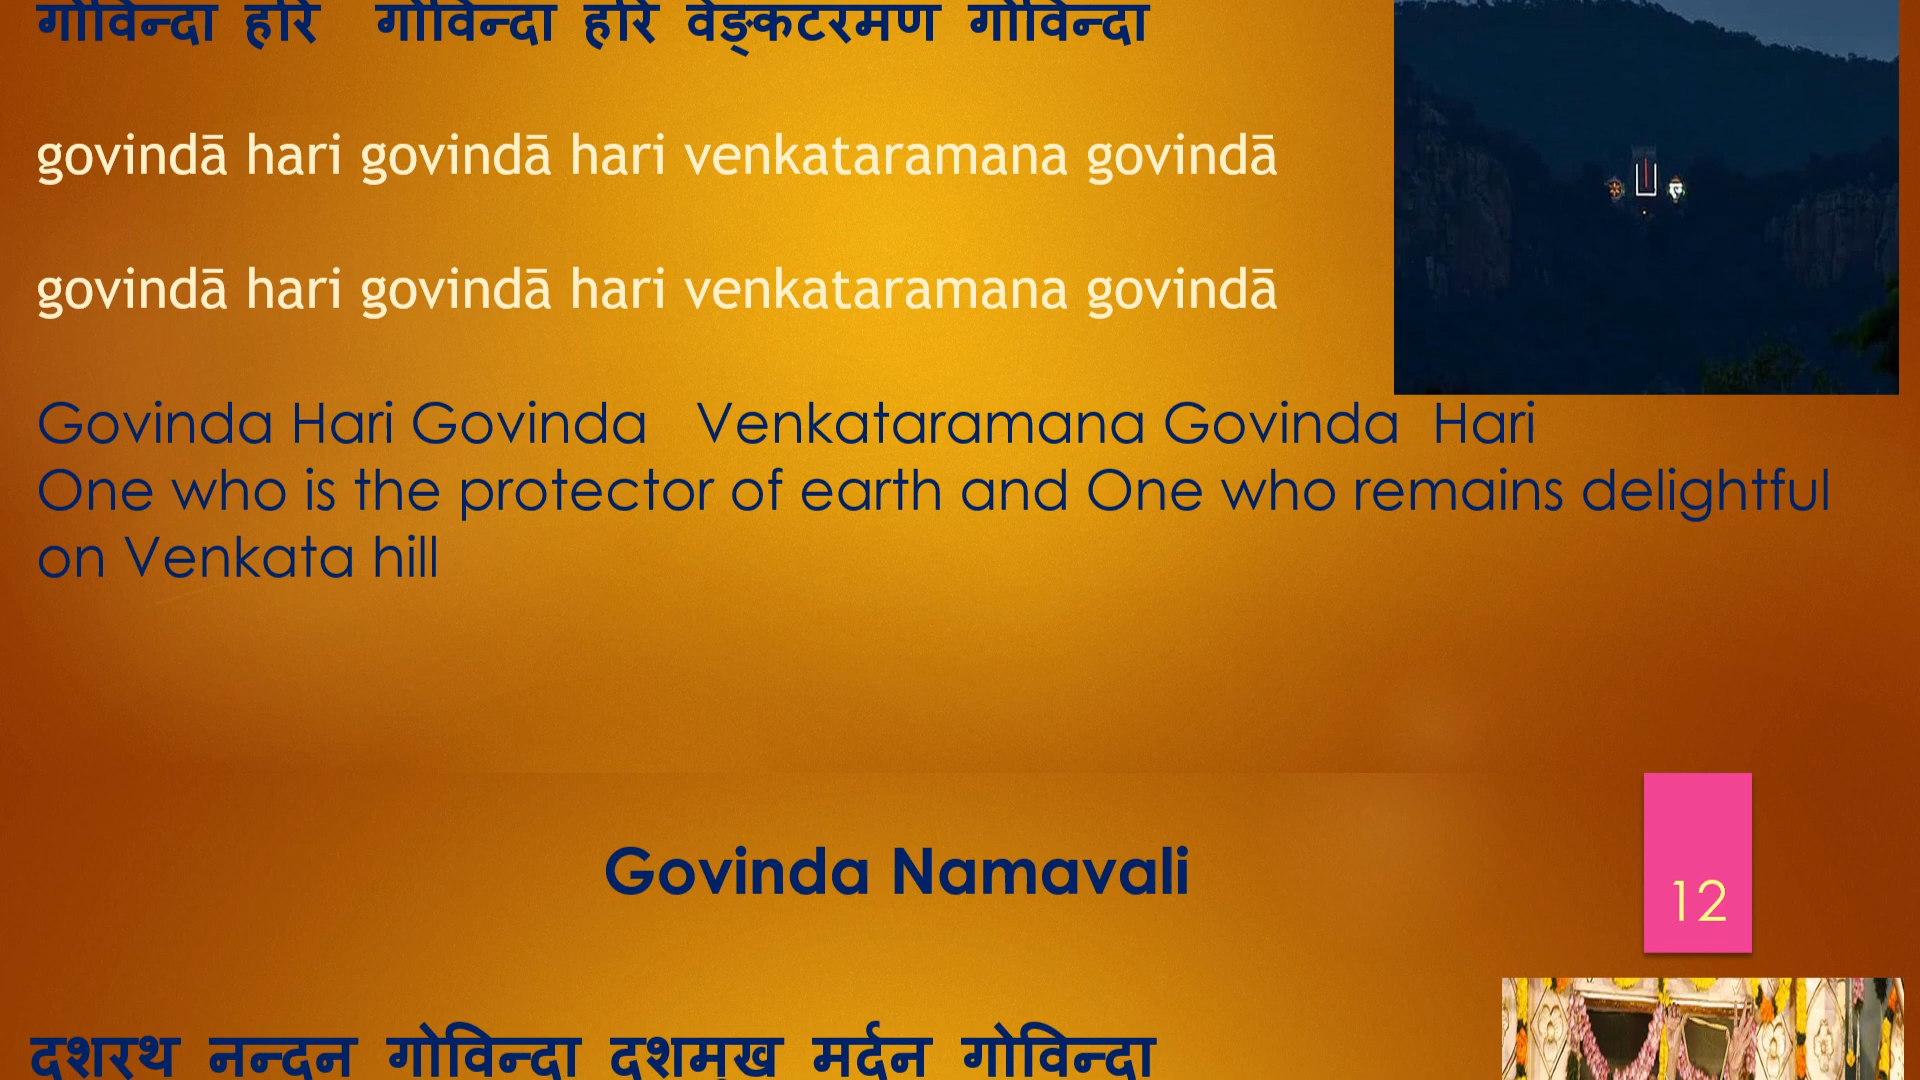 गोविन्दा हरि गोविन्दा हरि वेङ्कटरमण गोविन्दा
govindā hari govindā hari venkataramana govindā
govindā hari govindā hari venkataramana govindā
Govinda Hari Govinda Venkataramana Govinda Hari
One who is the protector of earth and One who remains delightful
on Venkata hill
Govinda Namavali
12
दशरथ नन्दन गोविन्दा दशमुख मर्दन गोविन्दा